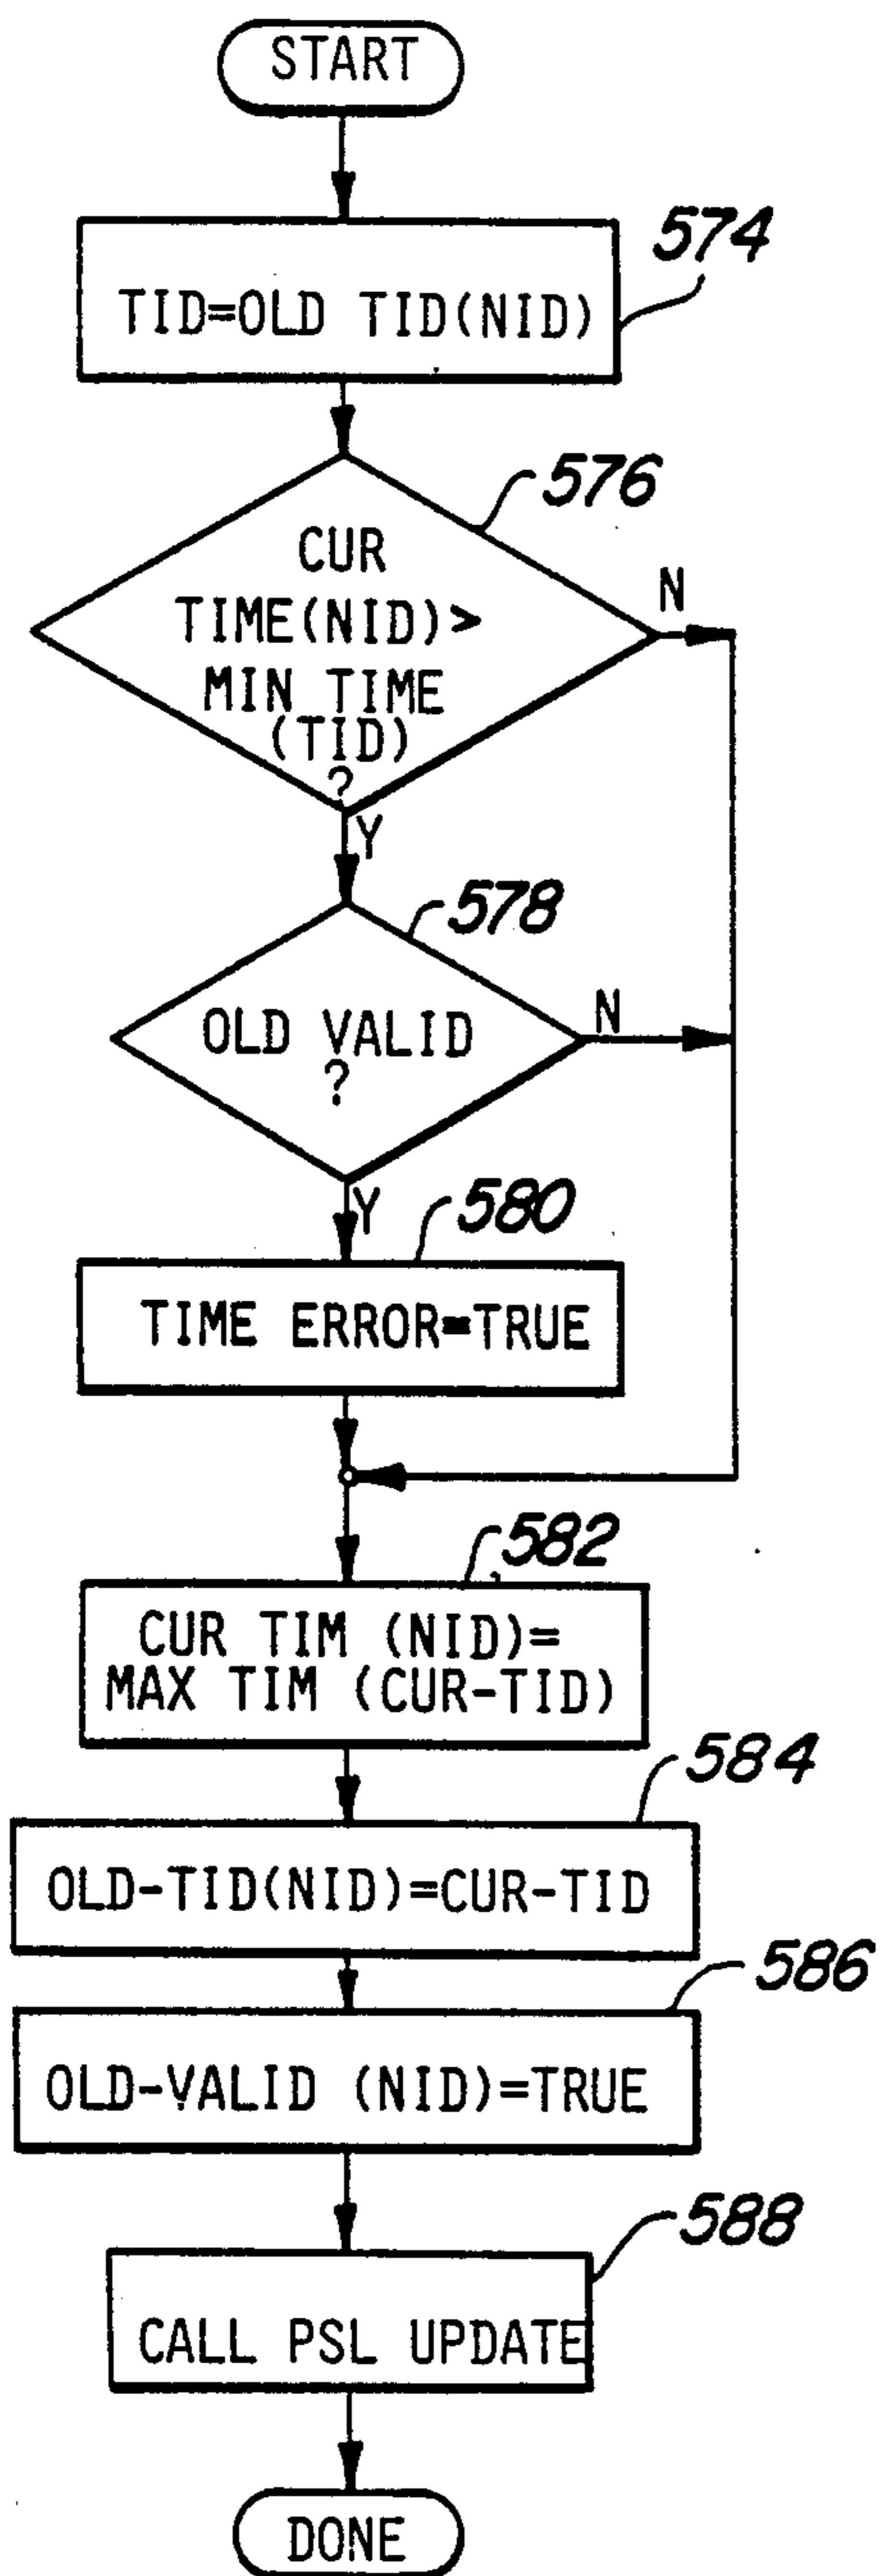 START
574
TID=OLD TID(NID)
576
CUR
TIME(NID)>
MIN TIME
(TID)
?
N
Y
578
OLD VALID
?
N
Y
580
TIME ERROR=TRUE
582
CUR TIM (NID)=
MAX TIM (CUR-TID)
584
OLD-TID(NID)=CUR-TID
586
OLD-VALID (NID)=TRUE
588
CALL PSL UPDATE
DONE